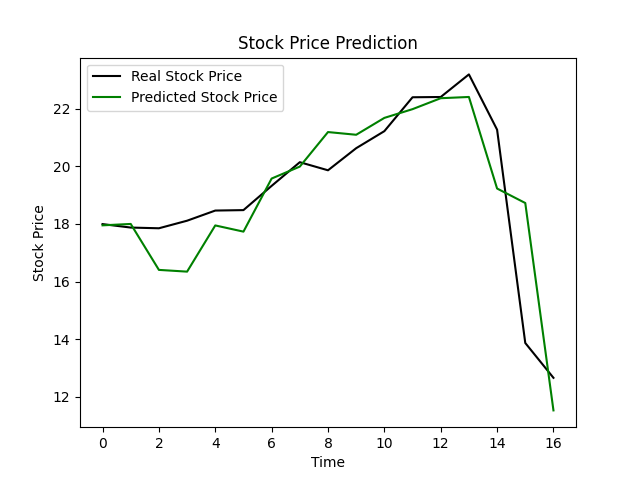 Stock Price Prediction
Real Stock Price
Predicted Stock Price
Stock Price
22
20
18
16
14
12
0 2 4 6 8 10 12 14 16
Time